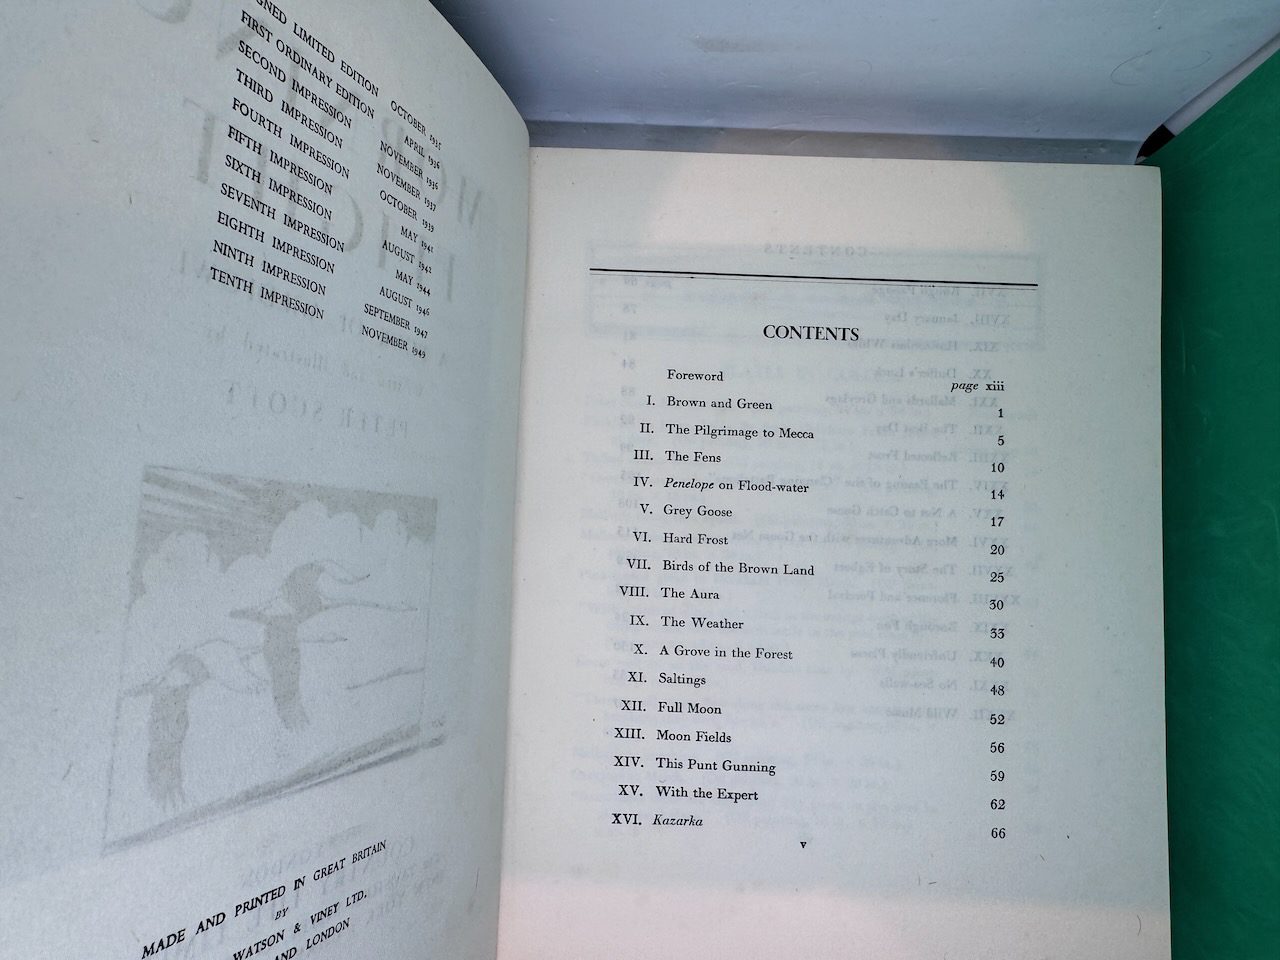 SIGNED LIMITED EDITION OCTOBER 1935
FIRST ORDINARY EDITION APRIL 1936
SECOND IMPRESSION NOVEMBER 1936
THIRD IMPRESSION NOVEMBER 1937
FOURTH IMPRESSION OCTOBER 1939
FIFTH IMPRESSION MAY 1941
SIXTH IMPRESSION AUGUST 1942
SEVENTH IMPRESSION MAY 1944
EIGHTH IMPRESSION AUGUST 1946
NINTH IMPRESSION SEPTEMBER 1947
TENTH IMPRESSION NOVEMBER 1949
MADE AND PRINTED IN GREAT BRITAIN
BY
WATSON & VINEY LTD.
AND LONDON
CONTENTS
Foreword page xiii
I. Brown and Green 1
II. The Pilgrimage to Mecca 5
III. The Fens 10
IV. Penelope on Flood-water 14
V. Grey Goose 17
VI. Hard Frost 20
VII. Birds of the Brown Land 25
VIII. The Aura 30
IX. The Weather 33
X. A Grove in the Forest 40
XI. Saltings 48
XII. Full Moon 52
XIII. Moon Fields 56
XIV. This Punt Gunning 59
XV. With the Expert 62
XVI. Kazarka 66
v